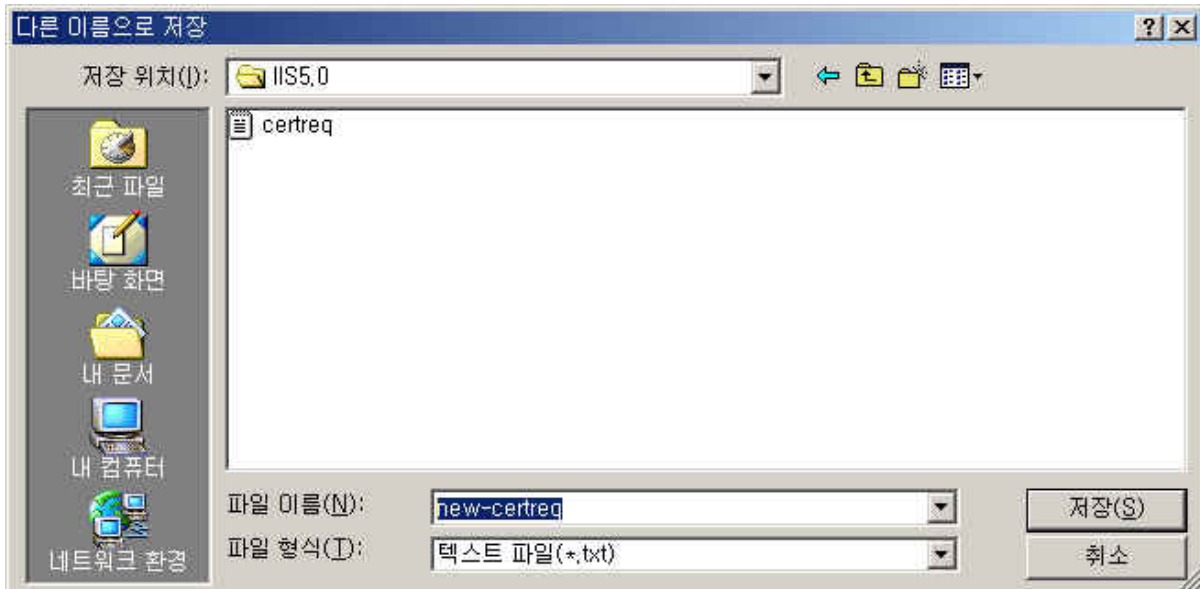 다른 이름으로 저장
저장 위치(I): IIS5.0
certreq
최근 파일
바탕 화면
내 문서
내 컴퓨터
네트워크 환경
파일 이름(N): new-certreq 저장(S)
파일 형식(T): 텍스트 파일(*.txt) 취소